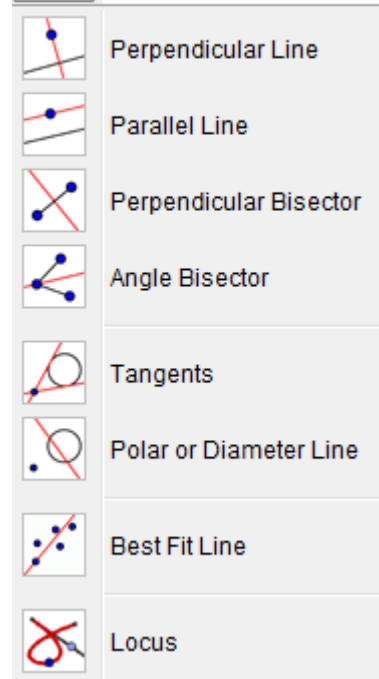 Perpendicular Line
Parallel Line
Perpendicular Bisector
Angle Bisector
Tangents
Polar or Diameter Line
Best Fit Line
Locus